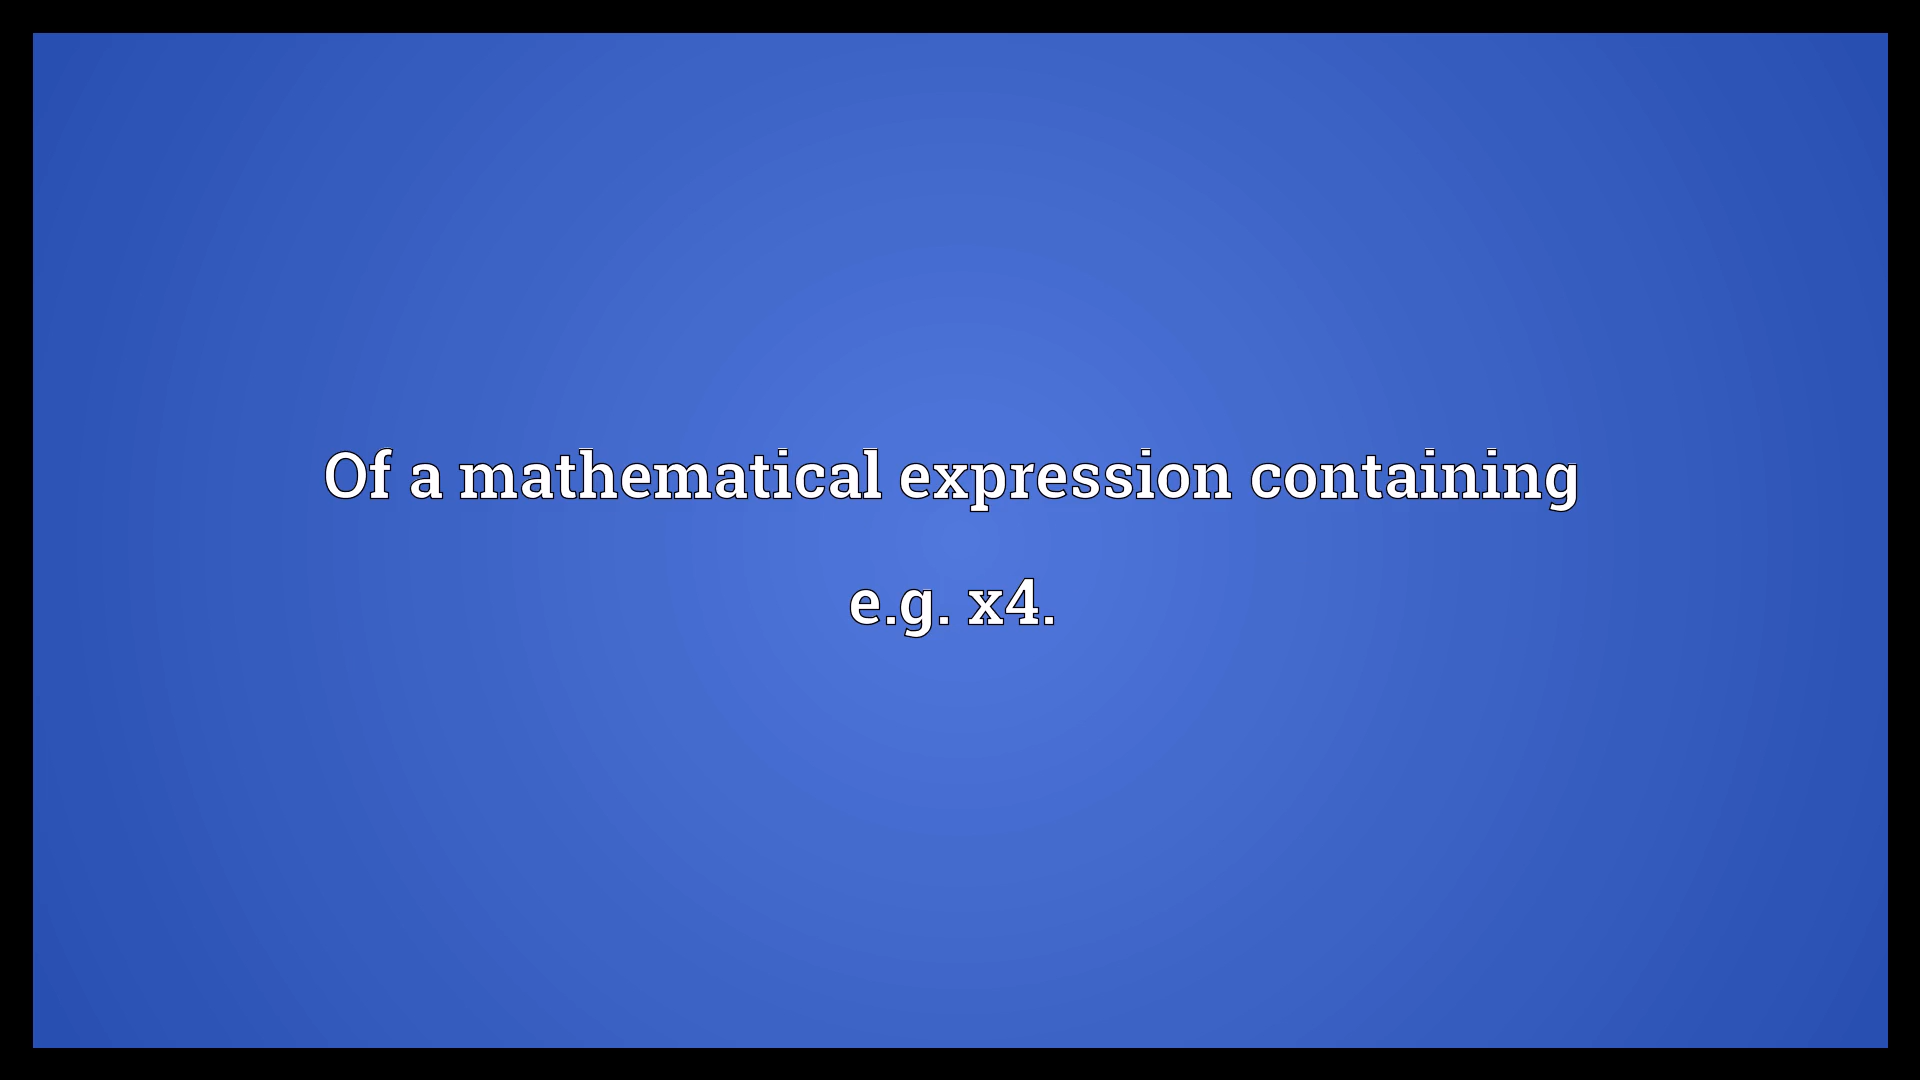 Of a mathematical expression containing
e.g. x4.